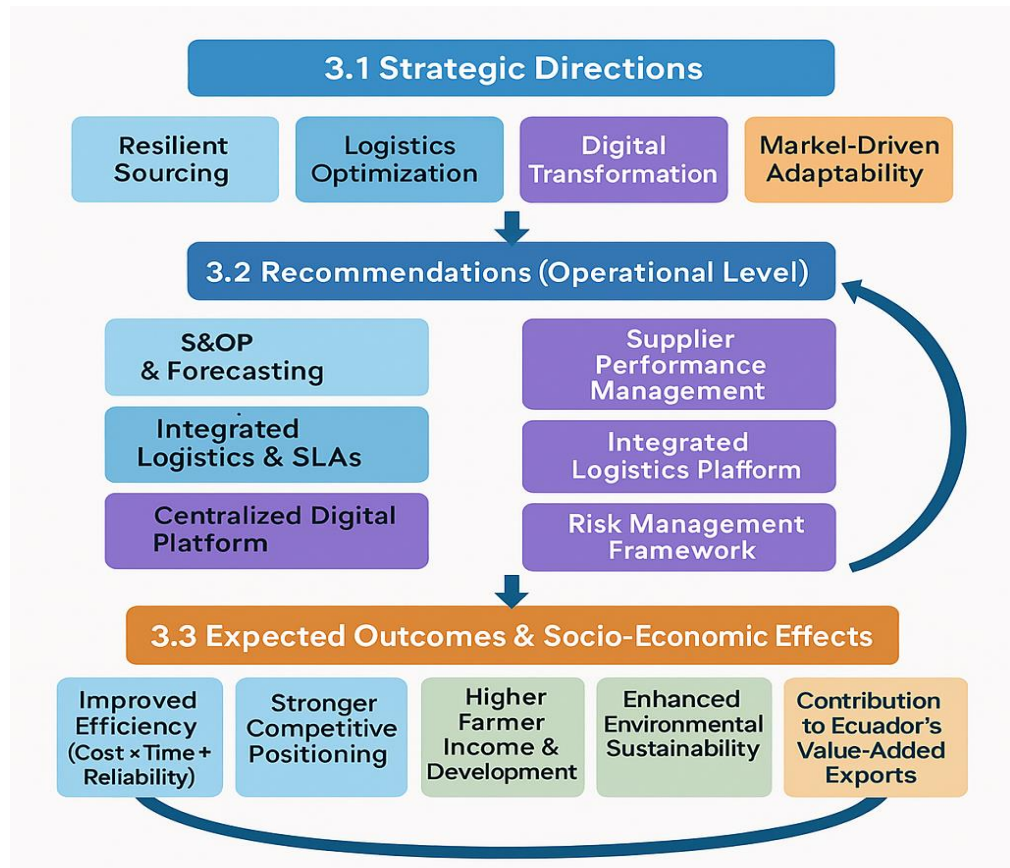 3.1 Strategic Directions
Resilient
Sourcing
Logistics
Optimization
Digital
Transformation
Markel-Driven
Adaptability
3.2 Recommendations (Operational Level)
S&OP
& Forecasting
Supplier
Performance
Management
Integrated
Logistics & SLAs
Integrated
Logistics Plafform
Centralized Digital
Platform
Risk Management
Framework
3.3 Expected Outcomes & Socio-Economic Effects
Improved
Efficiency
(Cost × Time +
Reliability)
Stronger
Competitive
Positioning
Higher
Farmer
Income &
Development
Enhanced
Environmental
Sustainability
Contribution
to Ecuador's
Value-Added
Exports